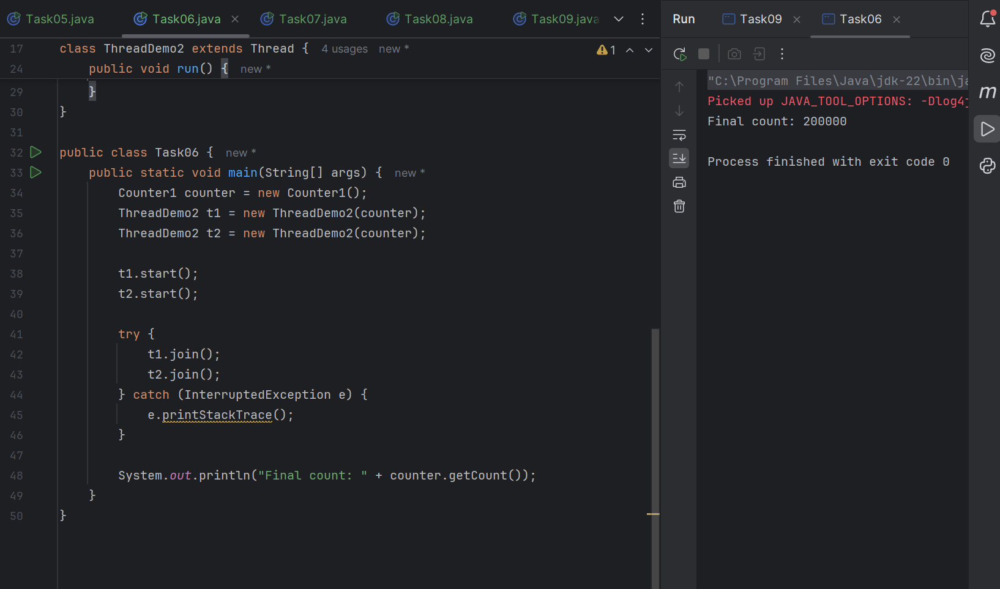 Task05.java
Task06.java
Task07.java
Task08.java
Task09.java
17 class ThreadDemo2 extends Thread { 4 usages new *
24 public void run() { new *
1
29 }
30 }
31
32 public class Task06 { new *
33 public static void main(String[] args) { new *
34 Counter1 counter = new Counter1();
35 ThreadDemo2 t1 = new ThreadDemo2(counter);
36 ThreadDemo2 t2 = new ThreadDemo2(counter);
37
38 t1.start();
39 t2.start();
40
41 try {
42 t1.join();
43 t2.join();
44 } catch (InterruptedException e) {
45 e.printStackTrace();
46 }
47
48 System.out.println("Final count: " + counter.getCount());
49 }
50 }
Run
Task09
Task06
"C:\Program Files\Java\jdk-22\bin\ja
Picked up JAVA_TOOL_OPTIONS: -Dlog4j
Final count: 200000
Process finished with exit code 0
m